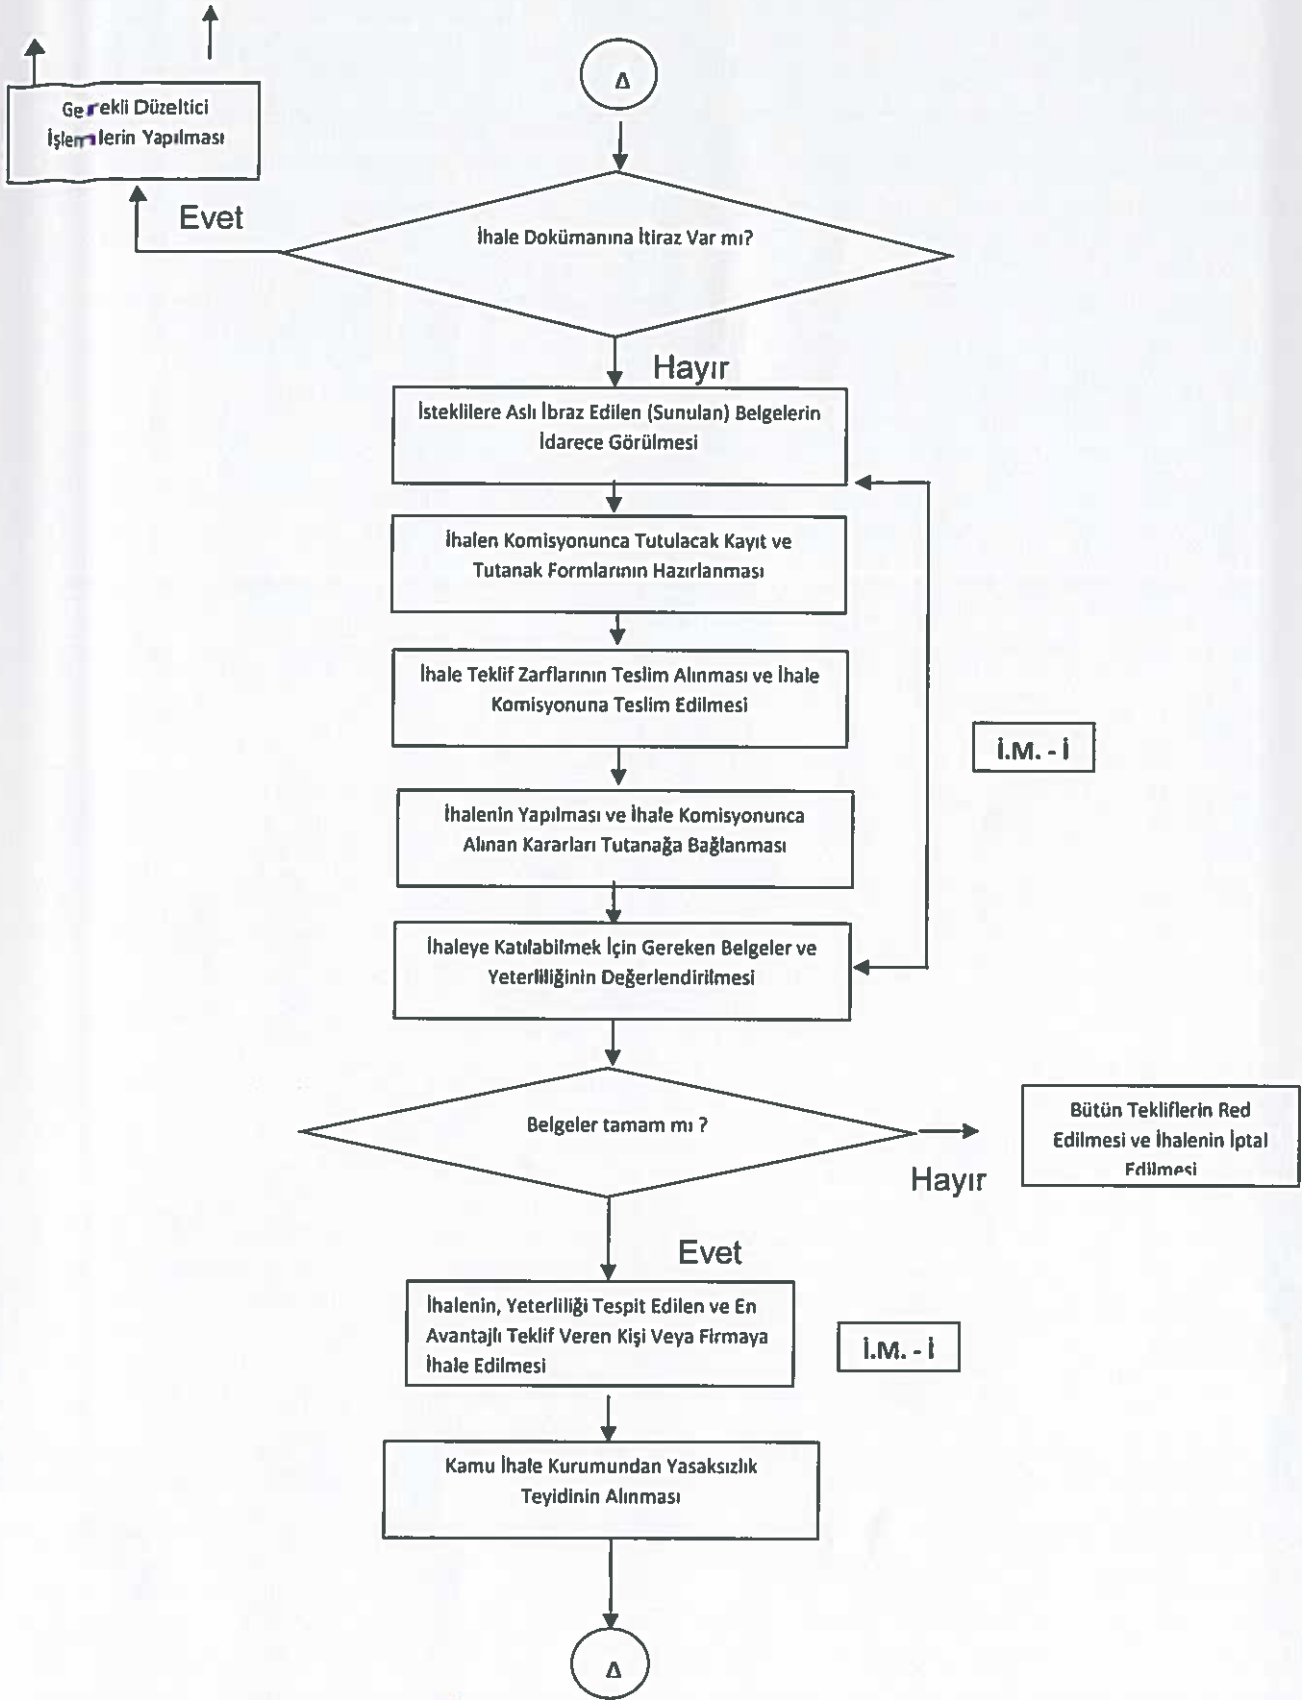 Δ
Gerekli Düzeltici
İşlemlerin Yapılması
Evet
İhale Dokümanına İtiraz Var mı?
Hayır
İsteklilere Aslı İbraz Edilen (Sunulan) Belgelerin
İdarece Görülmesi
İhalen Komisyonunca Tutulacak Kayıt ve
Tutanak Formlarının Hazırlanması
İhale Teklif Zarflarının Teslim Alınması ve İhale
Komisyonuna Teslim Edilmesi
İ.M. - İ
İhalenin Yapılması ve İhale Komisyonunca
Alınan Kararları Tutanağa Bağlanması
İhaleye Katılabilmek İçin Gereken Belgeler ve
Yeterliliğinin Değerlendirilmesi
Belgeler tamam mı ?
Hayır
Bütün Tekliflerin Red
Edilmesi ve İhalenin İptal
Edilmesi
Evet
İhalenin, Yeterliliği Tespit Edilen ve En
Avantajlı Teklif Veren Kişi Veya Firmaya
İhale Edilmesi
İ.M. - İ
Kamu İhale Kurumundan Yasaksızlık
Teyidinin Alınması
Δ